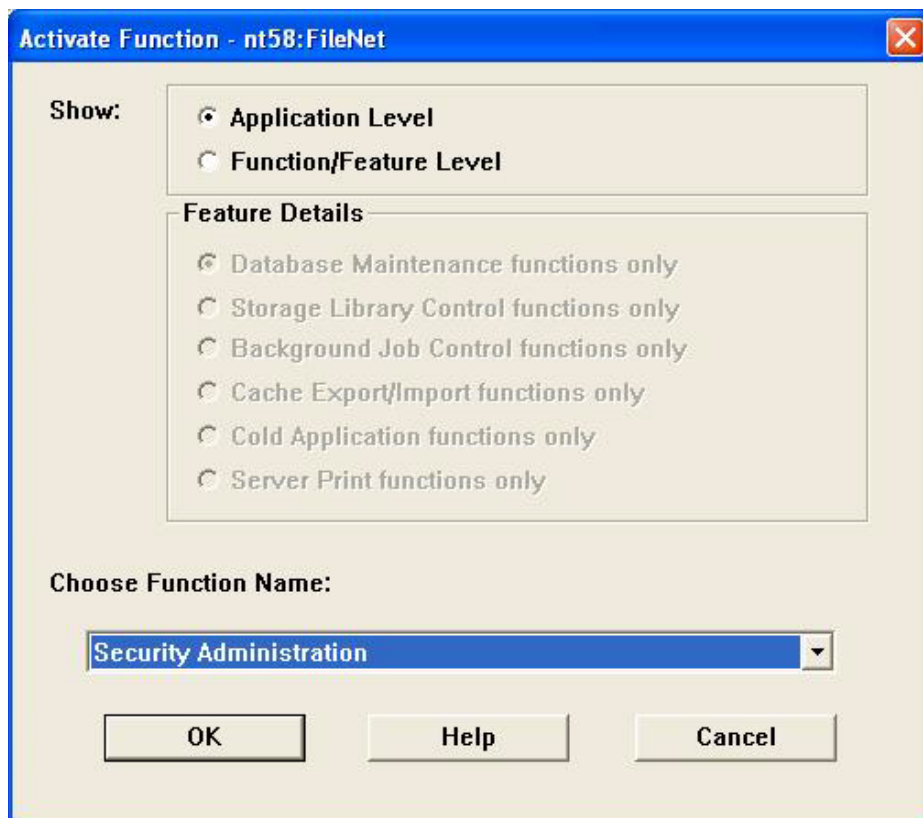 Activate Function - nt58:FileNet
Show:
Application Level
Function/Feature Level
Feature Details
Database Maintenance functions only
Storage Library Control functions only
Background Job Control functions only
Cache Export/Import functions only
Cold Application functions only
Server Print functions only
Choose Function Name:
Security Administration
OK Help Cancel